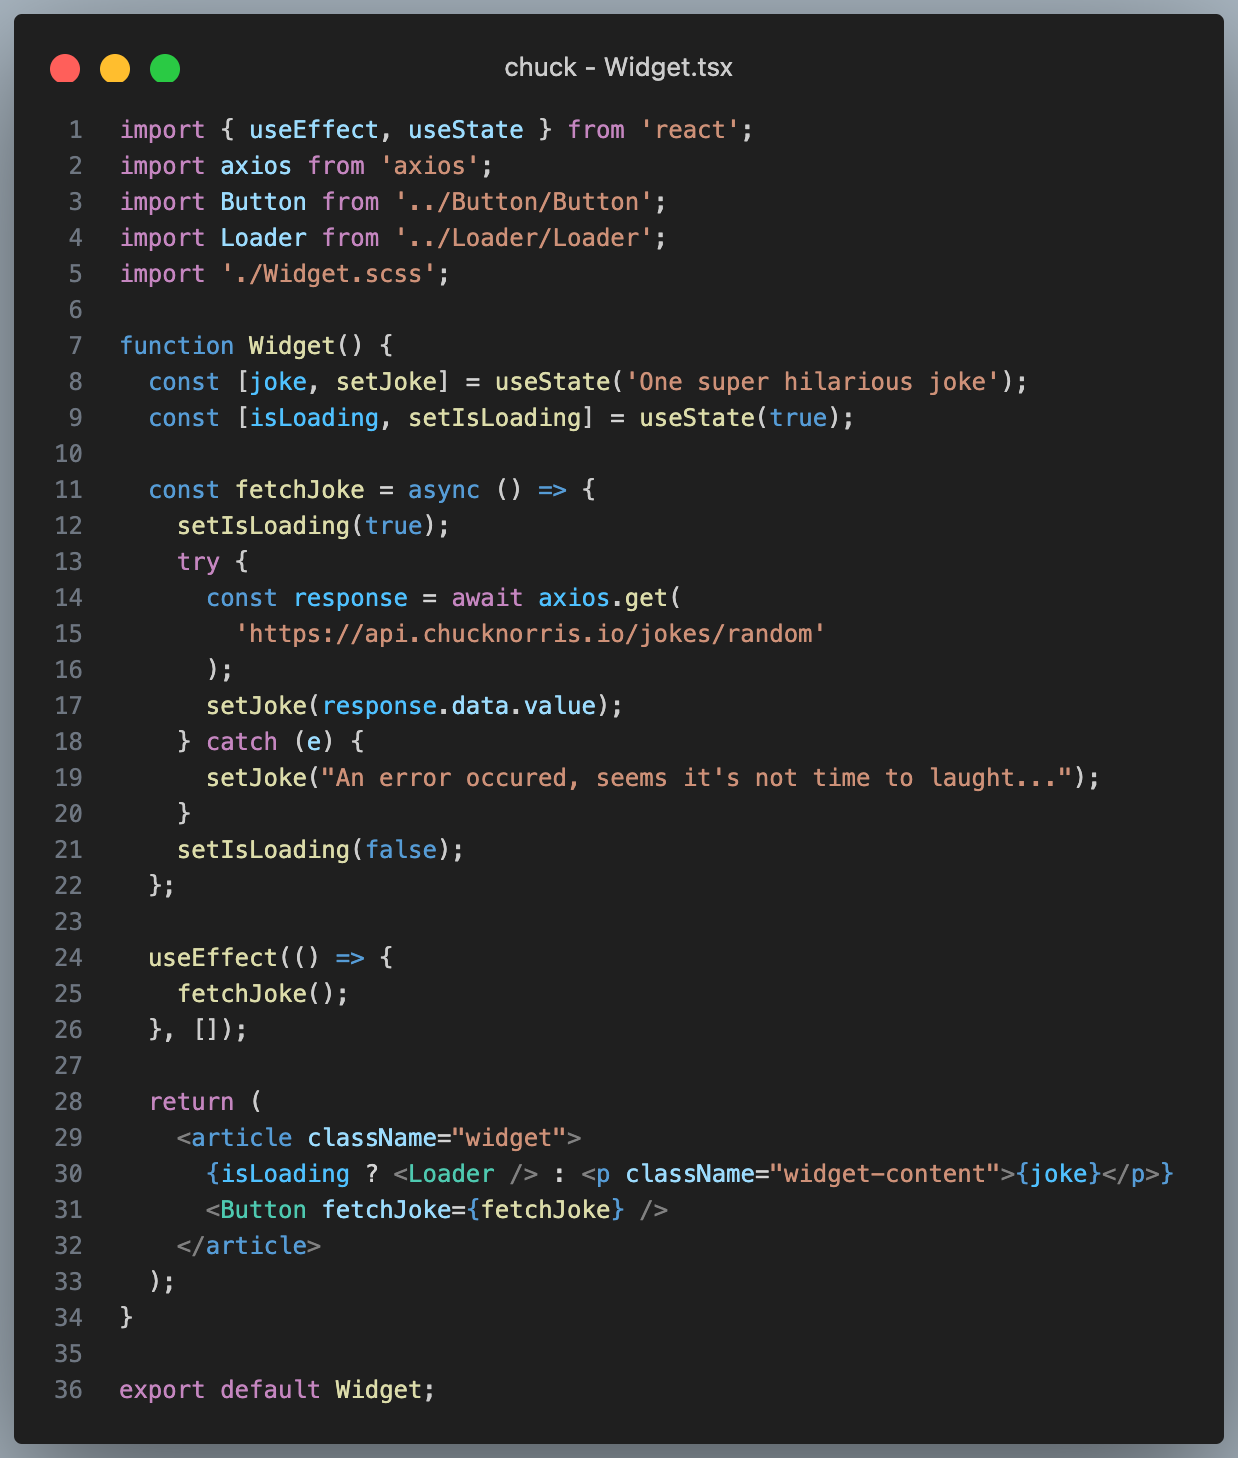 chuck - Widget.tsx
1 import { useEffect, useState } from 'react';
2 import axios from 'axios';
3 import Button from '../Button/Button';
4 import Loader from '../Loader/Loader';
5 import './Widget.scss';
6
7 function Widget() {
8   const [joke, setJoke] = useState('One super hilarious joke');
9   const [isLoading, setIsLoading] = useState(true);
10
11   const fetchJoke = async () => {
12     setIsLoading(true);
13     try {
14       const response = await axios.get(
15         'https://api.chucknorris.io/jokes/random'
16       );
17       setJoke(response.data.value);
18     } catch (e) {
19       setJoke("An error occured, seems it's not time to laught...");
20     }
21     setIsLoading(false);
22   };
23
24   useEffect(() => {
25     fetchJoke();
26   }, []);
27
28   return (
29     <article className="widget">
30       {isLoading ? <Loader /> : <p className="widget-content">{joke}</p>}
31       <Button fetchJoke={fetchJoke} />
32     </article>
33   );
34 }
35
36 export default Widget;